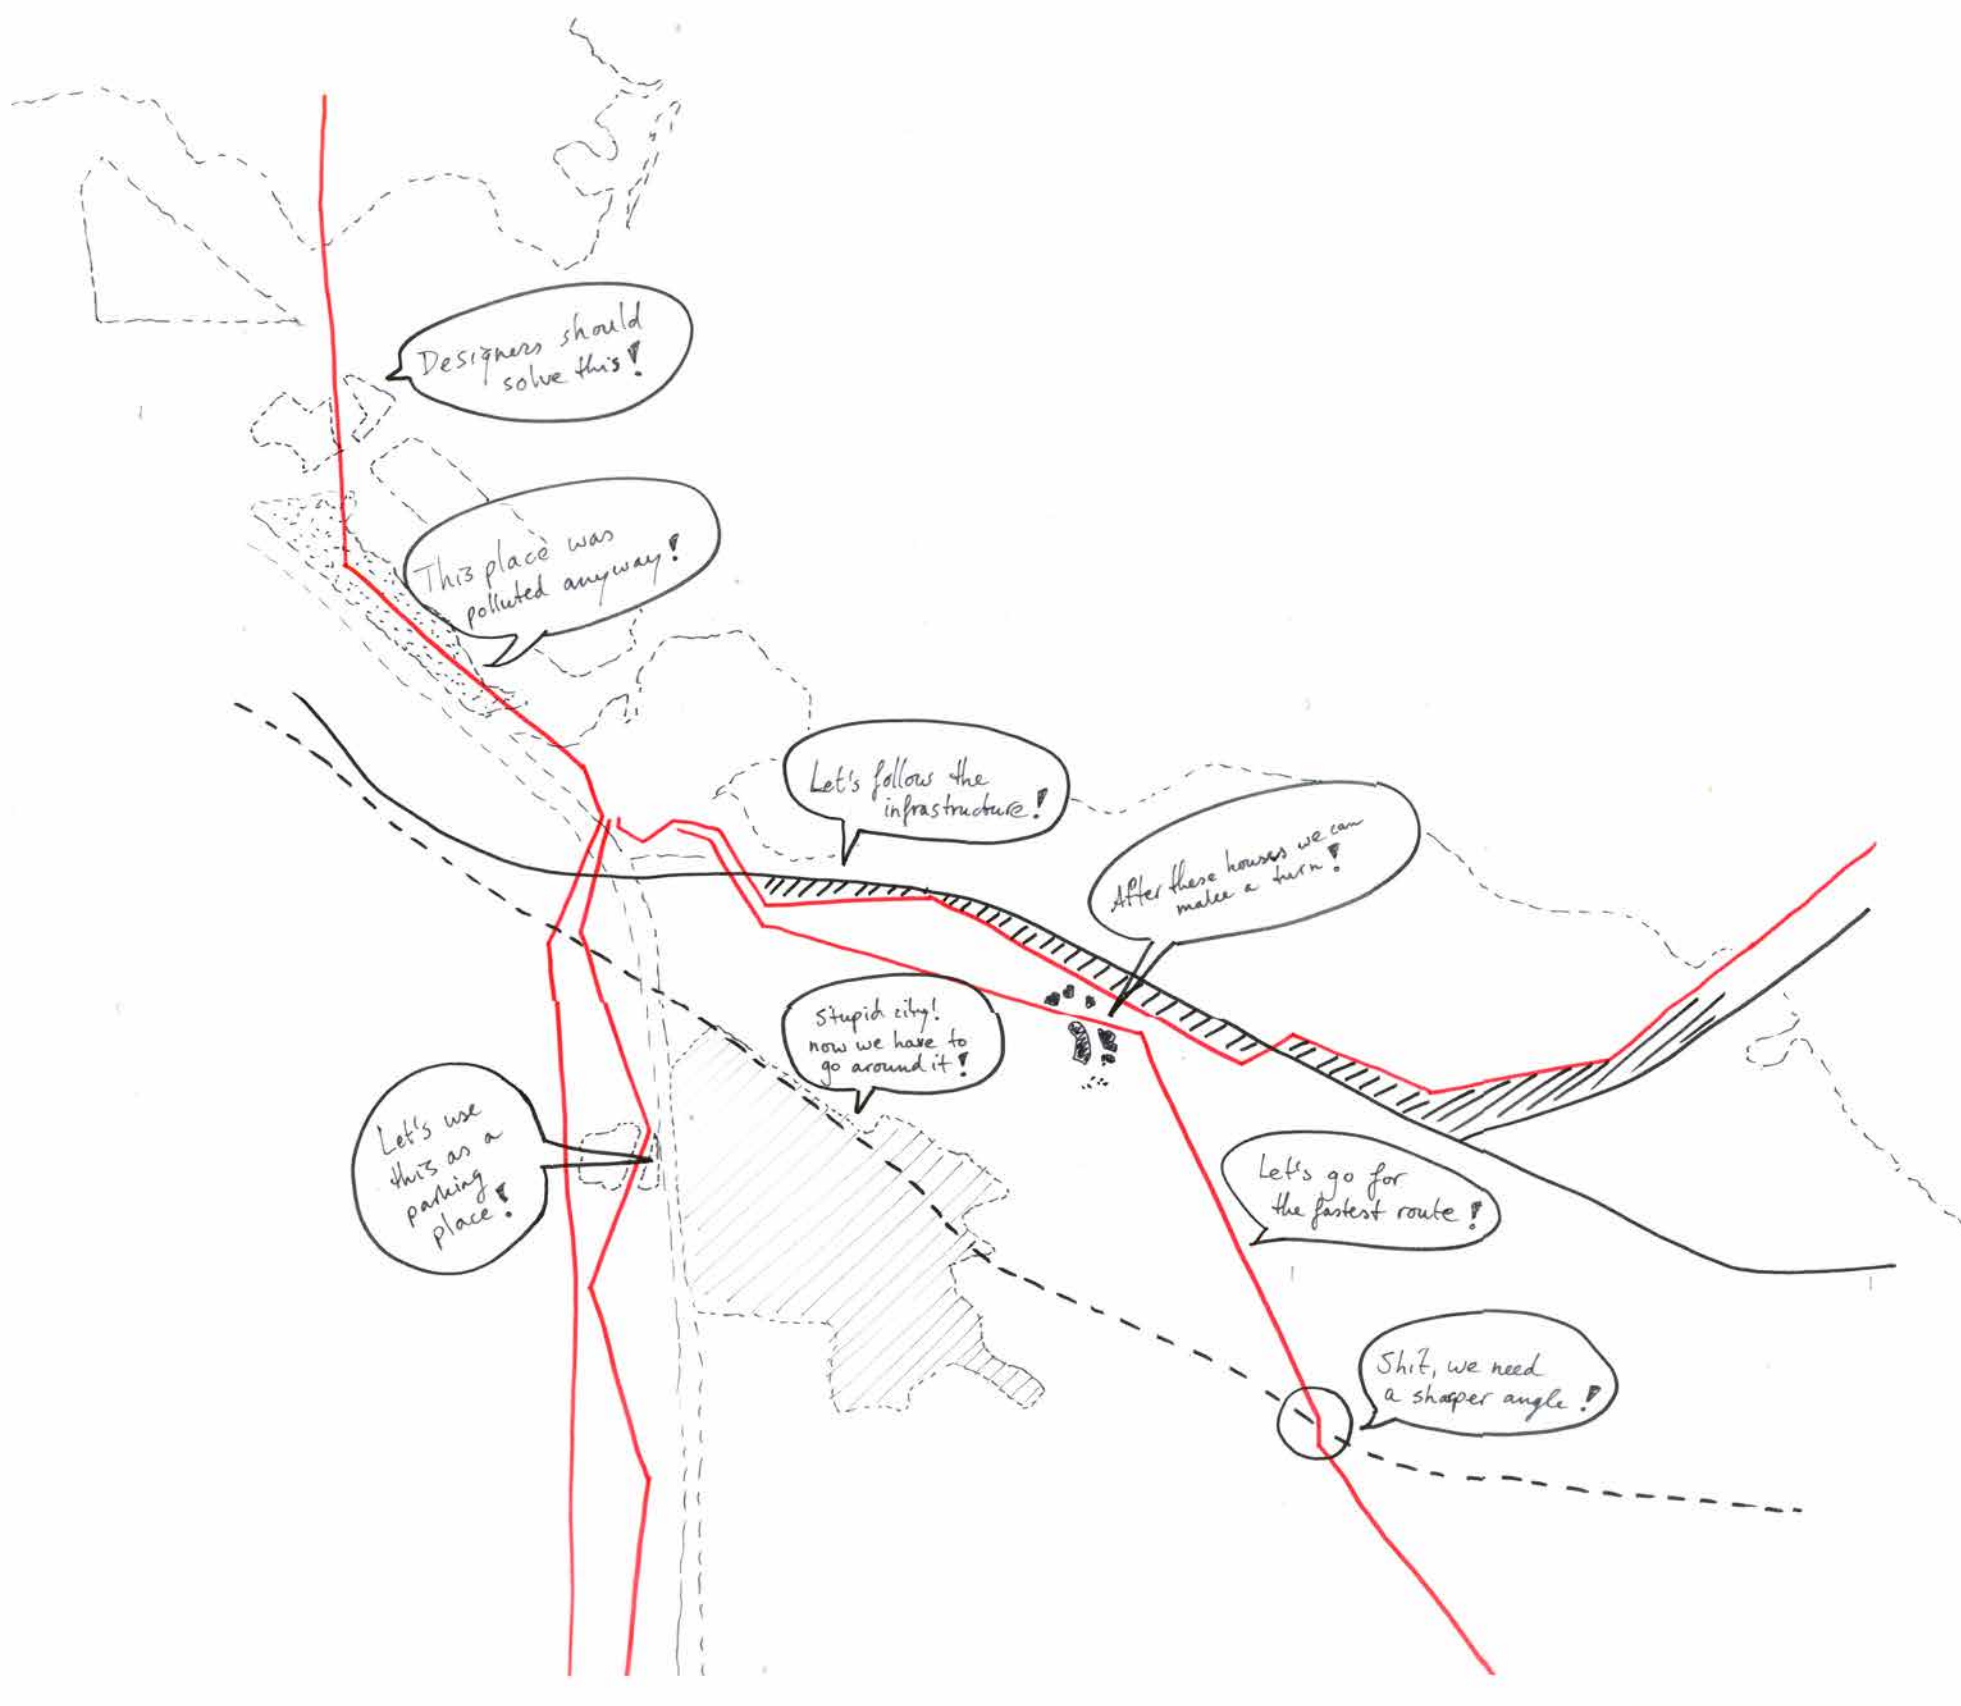 Designers should
solve this!
This place was
polluted anyway!
Let's follow the
infrastructure!
After these houses we can
make a turn!
Stupid city!
now we have to
go around it!
Let's use
this as a
parking
place!
Let's go for
the fastest route!
Shit, we need
a sharper angle!